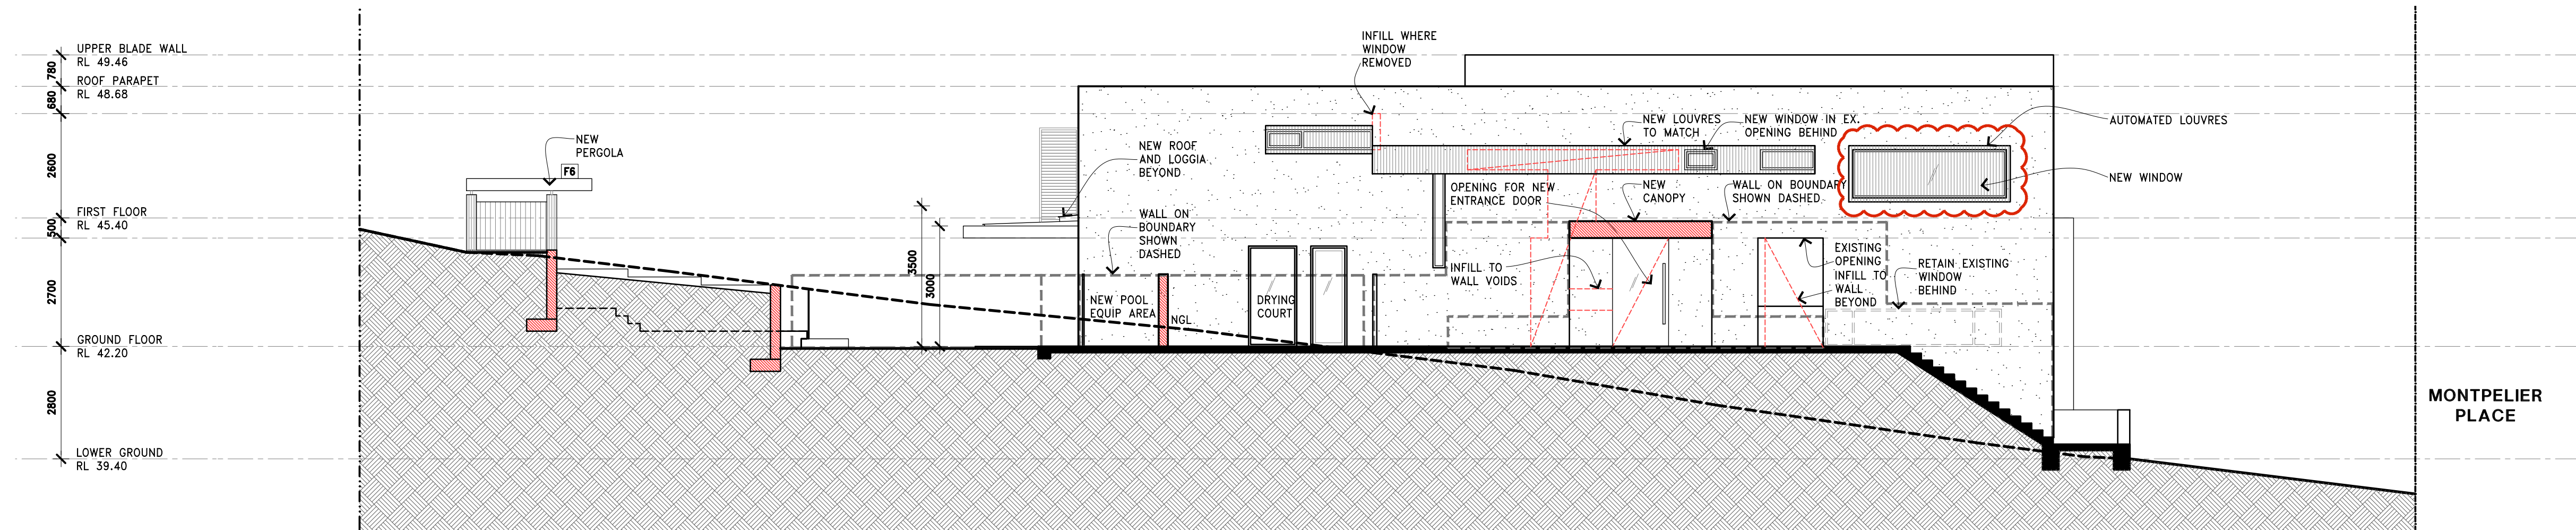 UPPER BLADE WALL
RL 49.46
780
ROOF PARAPET
RL 48.68
680
2600
FIRST FLOOR
RL 45.40
500
2700
GROUND FLOOR
RL 42.20
2800
LOWER GROUND
RL 39.40
NEW
PERGOLA
F6
3500
3000
NEW ROOF
AND LOGGIA
BEYOND
WALL ON
BOUNDARY
SHOWN
DASHED
NEW POOL
EQUIP AREA
NGL
DRYING
COURT
INFILL WHERE
WINDOW
REMOVED
NEW LOUVRES
TO MATCH
NEW WINDOW IN EX.
OPENING BEHIND
OPENING FOR NEW
ENTRANCE DOOR
NEW
CANOPY
WALL ON BOUNDARY
SHOWN DASHED
INFILL TO
WALL VOIDS
EXISTING
OPENING
INFILL TO
WALL
BEYOND
RETAIN EXISTING
WINDOW
BEHIND
AUTOMATED LOUVRES
NEW WINDOW
MONTPELIER
PLACE